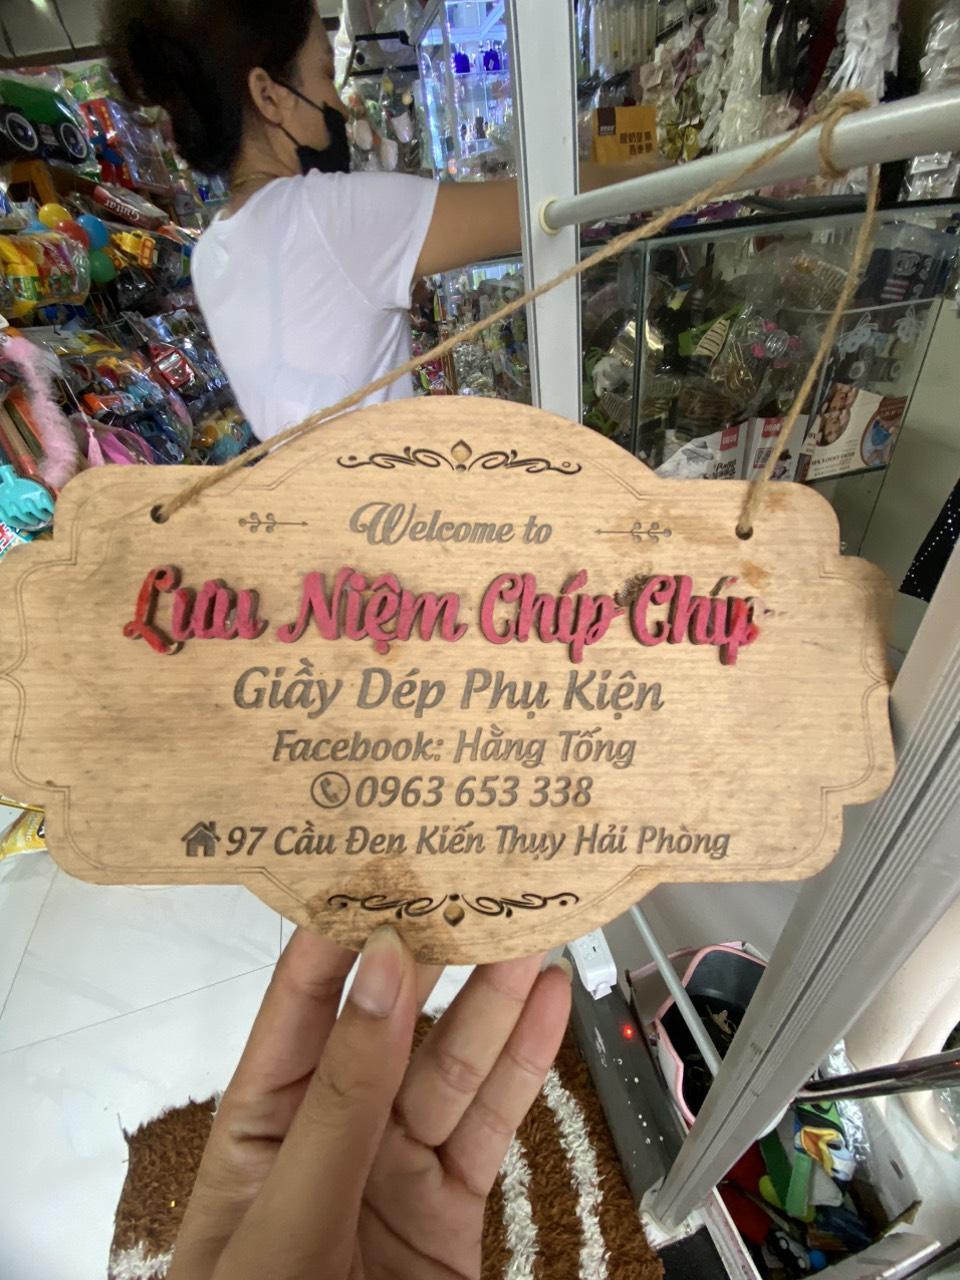 Welcome to
Lưu Niệm Chíp Chíp
Giầy Dép Phụ Kiện
Facebook: Hằng Tống
0963 653 338
97 Cầu Đen Kiến Thụy Hải Phòng
Guitar